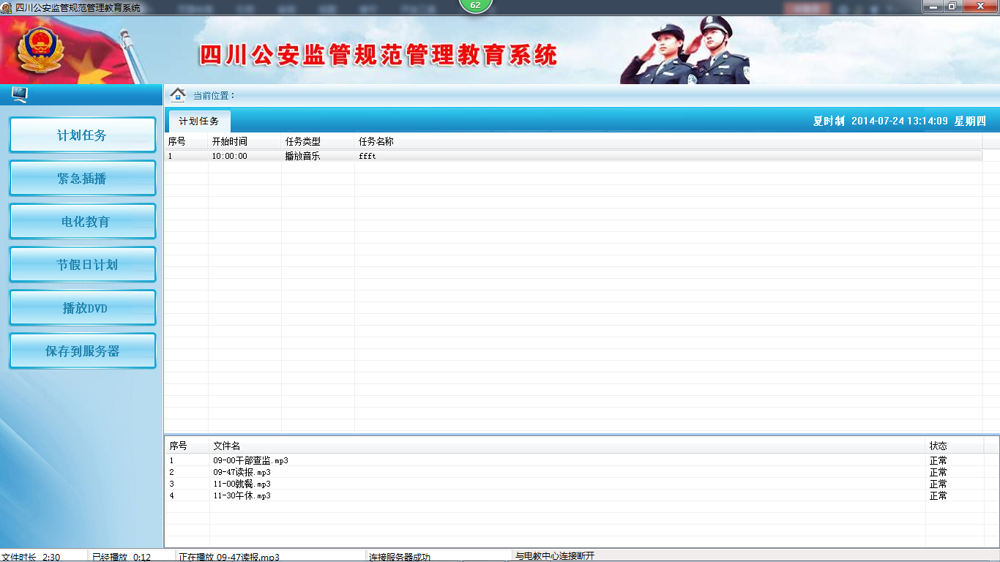 四川公安监管规范管理教育系统
62
四川公安监管规范管理教育系统
当前位置：
计划任务
紧急插播
电化教育
节假日计划
播放DVD
保存到服务器
计划任务
夏时制 2014-07-24 13:14:09 星期四
序号 开始时间 任务类型 任务名称
1 10:00:00 播放音乐 ffft
序号 文件名 状态
1 09-00干部查监.mp3 正常
2 09-47读报.mp3 正常
3 11-00就餐.mp3 正常
4 11-30午休.mp3 正常
文件时长 2:30 已经播放 0:12 正在播放 09-47读报.mp3 连接服务器成功 与电教中心连接断开